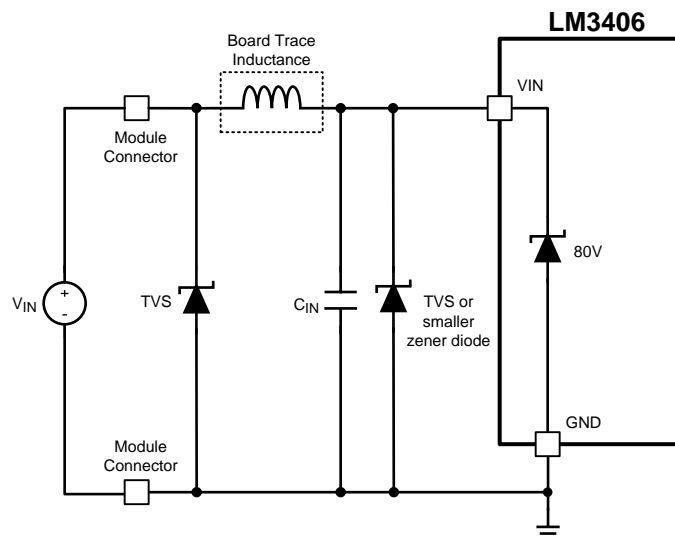 LM3406
Board Trace
Inductance
VIN
Module
Connector
80V
VIN
+
-
TVS
CIN
TVS or
smaller
zener diode
GND
Module
Connector